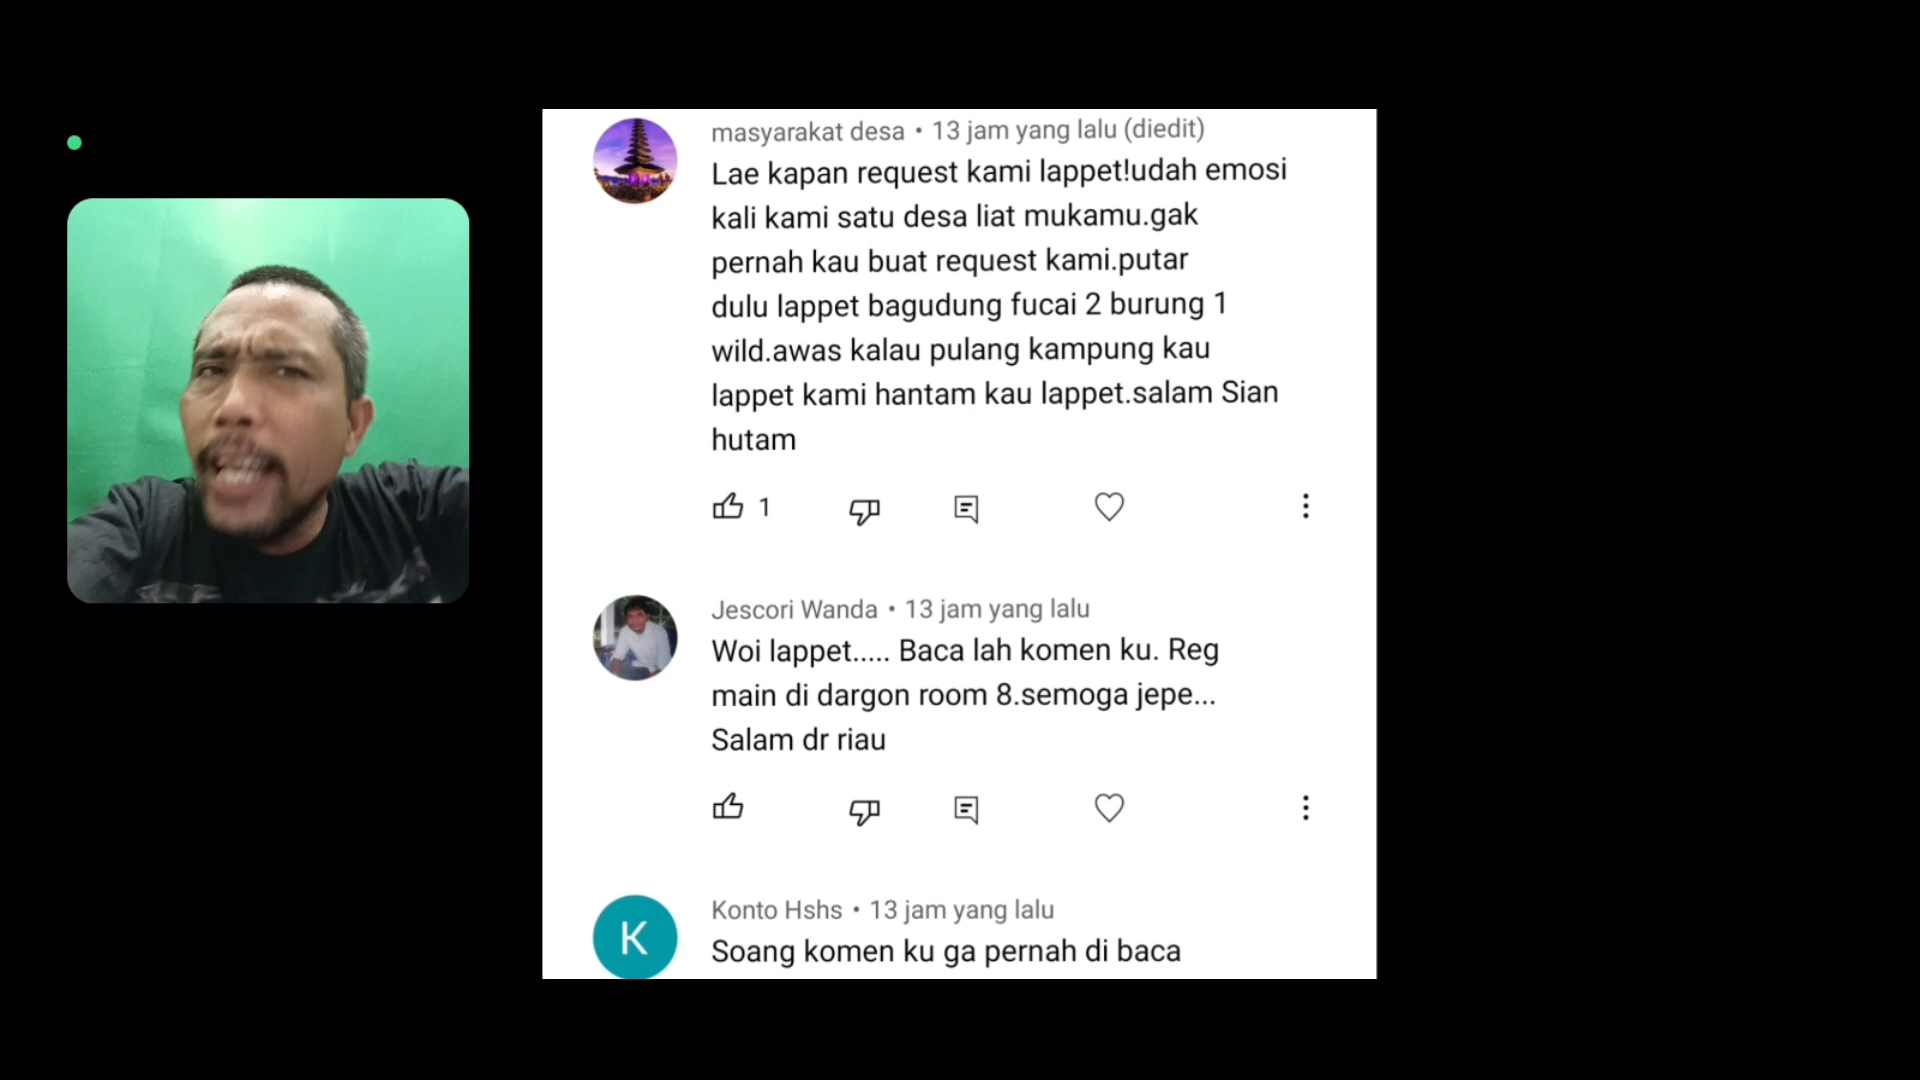 masyarakat desa • 13 jam yang lalu (diedit)
Lae kapan request kami lappet!udah emosi
kali kami satu desa liat mukamu.gak
pernah kau buat request kami.putar
dulu lappet bagudung fucai 2 burung 1
wild.awas kalau pulang kampung kau
lappet kami hantam kau lappet.salam Sian
hutam
1
Jescori Wanda • 13 jam yang lalu
Woi lappet..... Baca lah komen ku. Reg
main di dargon room 8.semoga jepe...
Salam dr riau
K
Konto Hshs • 13 jam yang lalu
Soang komen ku ga pernah di baca